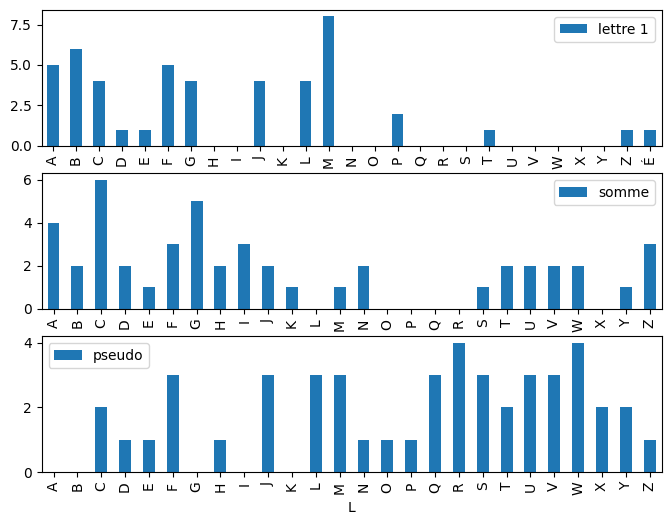 7.5
5.0
2.5
0.0
lettre 1
A B C D E F G H I J K L M N O P Q R S T U V W X Y Z É
6
4
2
0
somme
A B C D E F G H I J K L M N O P Q R S T U V W X Y Z
4
2
0
pseudo
A B C D E F G H I J K L M N O P Q R S T U V W X Y Z
L